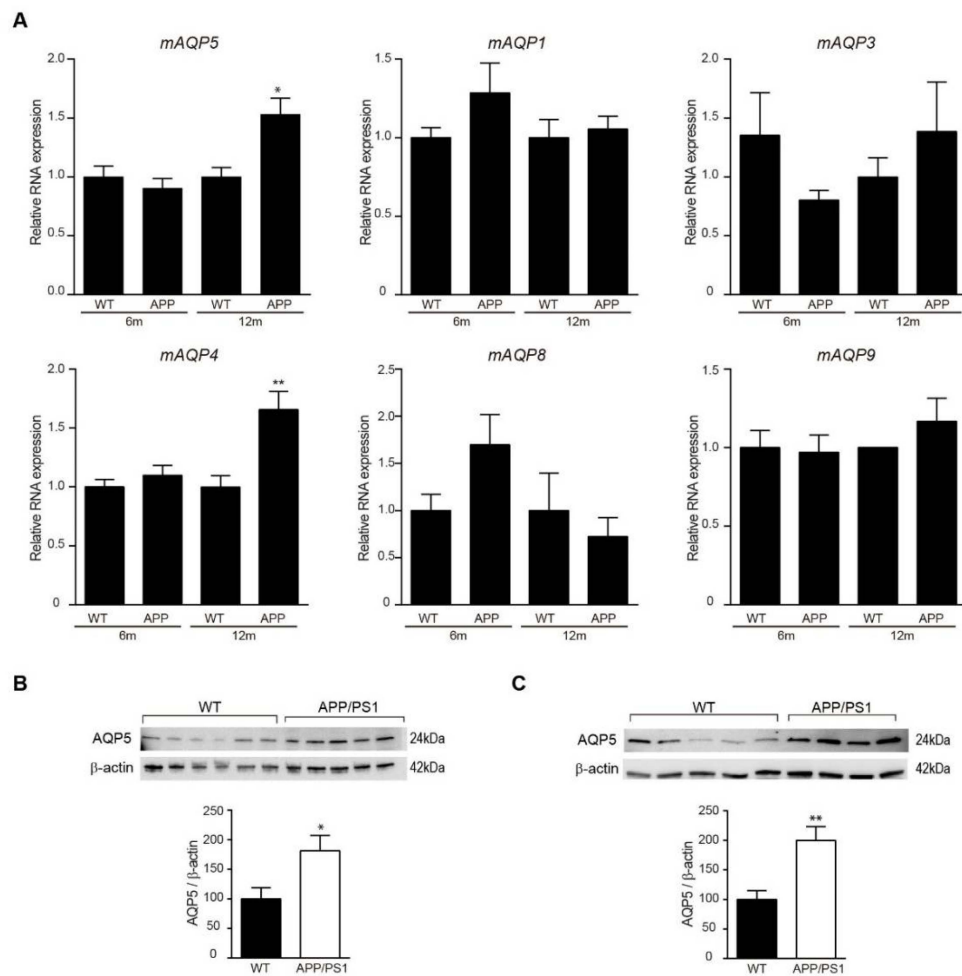 A
mAQP5
Relative RNA expression
2.0
1.5
1.0
0.5
0.0
*
WT APP WT APP
6m 12m
mAQP1
Relative RNA expression
1.5
1.0
0.5
0
WT APP WT APP
6m 12m
mAQP3
Relative RNA expression
2.0
1.5
1.0
0.5
0
WT APP WT APP
6m 12m
mAQP4
Relative RNA expression
2.0
1.5
1.0
0.5
0
**
WT APP WT APP
6m 12m
mAQP8
Relative RNA expression
2.5
2.0
1.5
1.0
0.5
0
WT APP WT APP
6m 12m
mAQP9
Relative RNA expression
1.5
1.0
0.5
0
WT APP WT APP
6m 12m
B
WT APP/PS1
AQP5 24kDa
β-actin 42kDa
AQP5 / β-actin
250
200
150
100
50
0
*
WT APP/PS1
C
WT APP/PS1
AQP5 24kDa
β-actin 42kDa
AQP5 / β-actin
250
200
150
100
50
0
**
WT APP/PS1